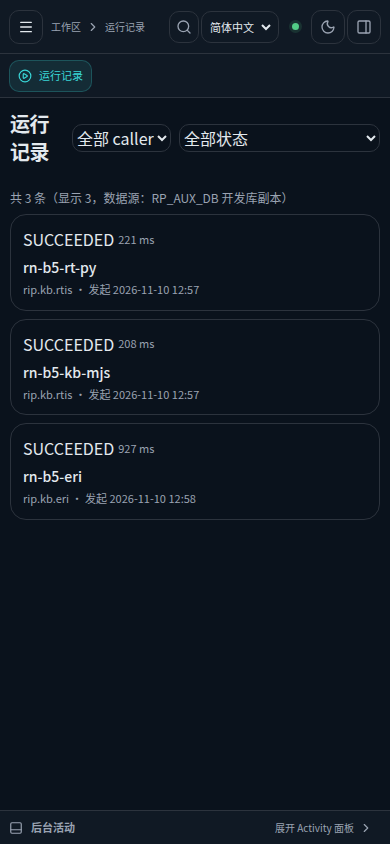 工作区 > 运行记录 简体中文
运行记录
运行
记录
全部 caller 全部状态
共 3 条（显示 3，数据源：RP_AUX_DB 开发库副本）
SUCCEEDED 221 ms
rn-b5-rt-py
rip.kb.rtis · 发起 2026-11-10 12:57
SUCCEEDED 208 ms
rn-b5-kb-mjs
rip.kb.rtis · 发起 2026-11-10 12:57
SUCCEEDED 927 ms
rn-b5-eri
rip.kb.eri · 发起 2026-11-10 12:58
后台活动 展开 Activity 面板